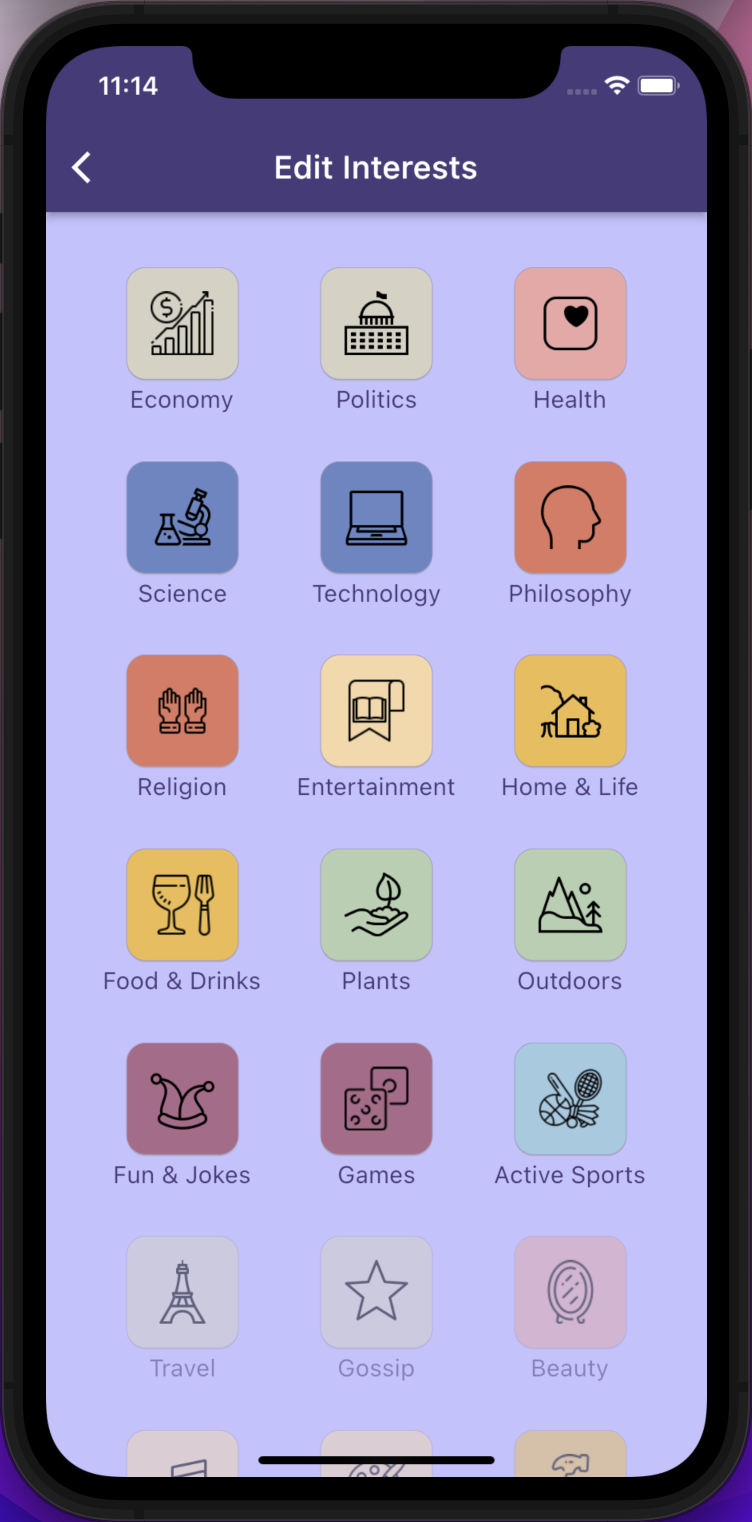 11:14
Edit Interests
Economy Politics Health
Science Technology Philosophy
Religion Entertainment Home & Life
Food & Drinks Plants Outdoors
Fun & Jokes Games Active Sports
Travel Gossip Beauty